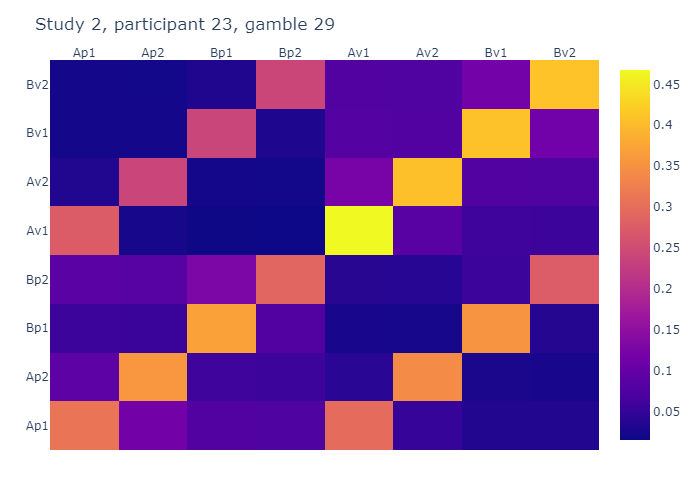 Study 2, participant 23, gamble 29
Ap1 Ap2 Bp1 Bp2 Av1 Av2 Bv1 Bv2
Bv2
Bv1
Av2
Av1
Bp2
Bp1
Ap2
Ap1
0.45
0.4
0.35
0.3
0.25
0.2
0.15
0.1
0.05